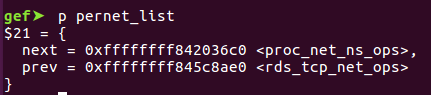 gef➤ p pernet_list
$21 = {
  next = 0xffffffff842036c0 <proc_net_ns_ops>,
  prev = 0xffffffff845c8ae0 <rds_tcp_net_ops>
}